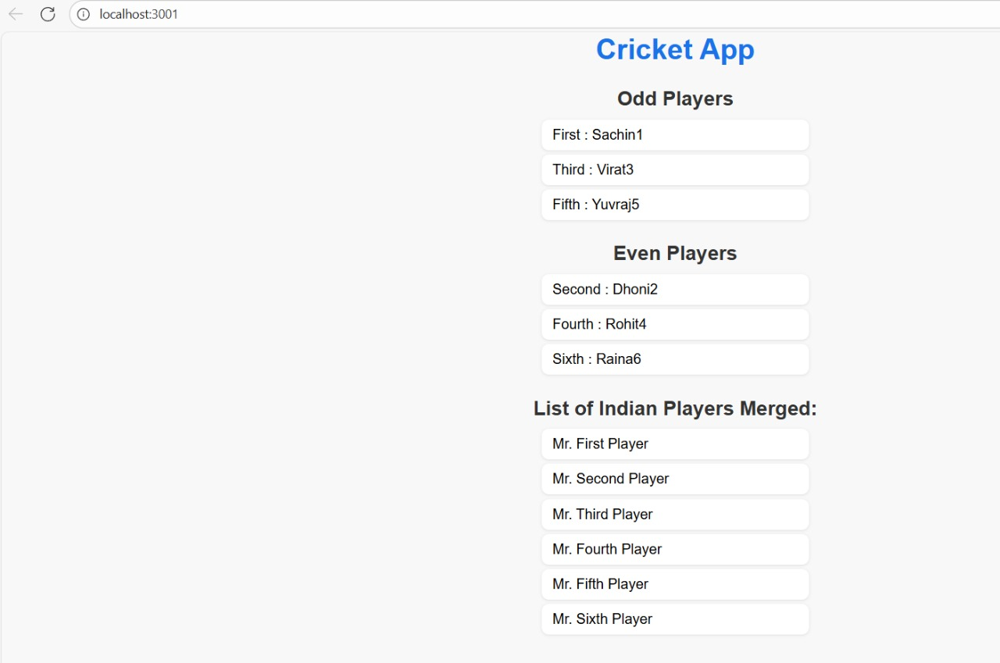 localhost:3001
Cricket App
Odd Players
First : Sachin1
Third : Virat3
Fifth : Yuvraj5
Even Players
Second : Dhoni2
Fourth : Rohit4
Sixth : Raina6
List of Indian Players Merged:
Mr. First Player
Mr. Second Player
Mr. Third Player
Mr. Fourth Player
Mr. Fifth Player
Mr. Sixth Player